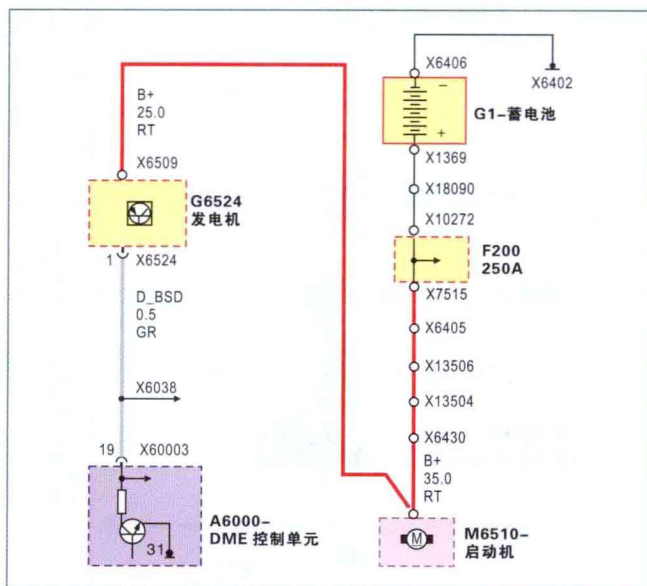 B+
25.0
RT
X6509
G6524
发电机
1
X6524
D_BSD
0.5
GR
X6038
19
X60003
31
A6000-
DME 控制单元
X6406
X6402
-
+
G1-蓄电池
X1369
X18090
X10272
F200
250A
X7515
X6405
X13506
X13504
X6430
B+
35.0
RT
M
M6510-
启动机